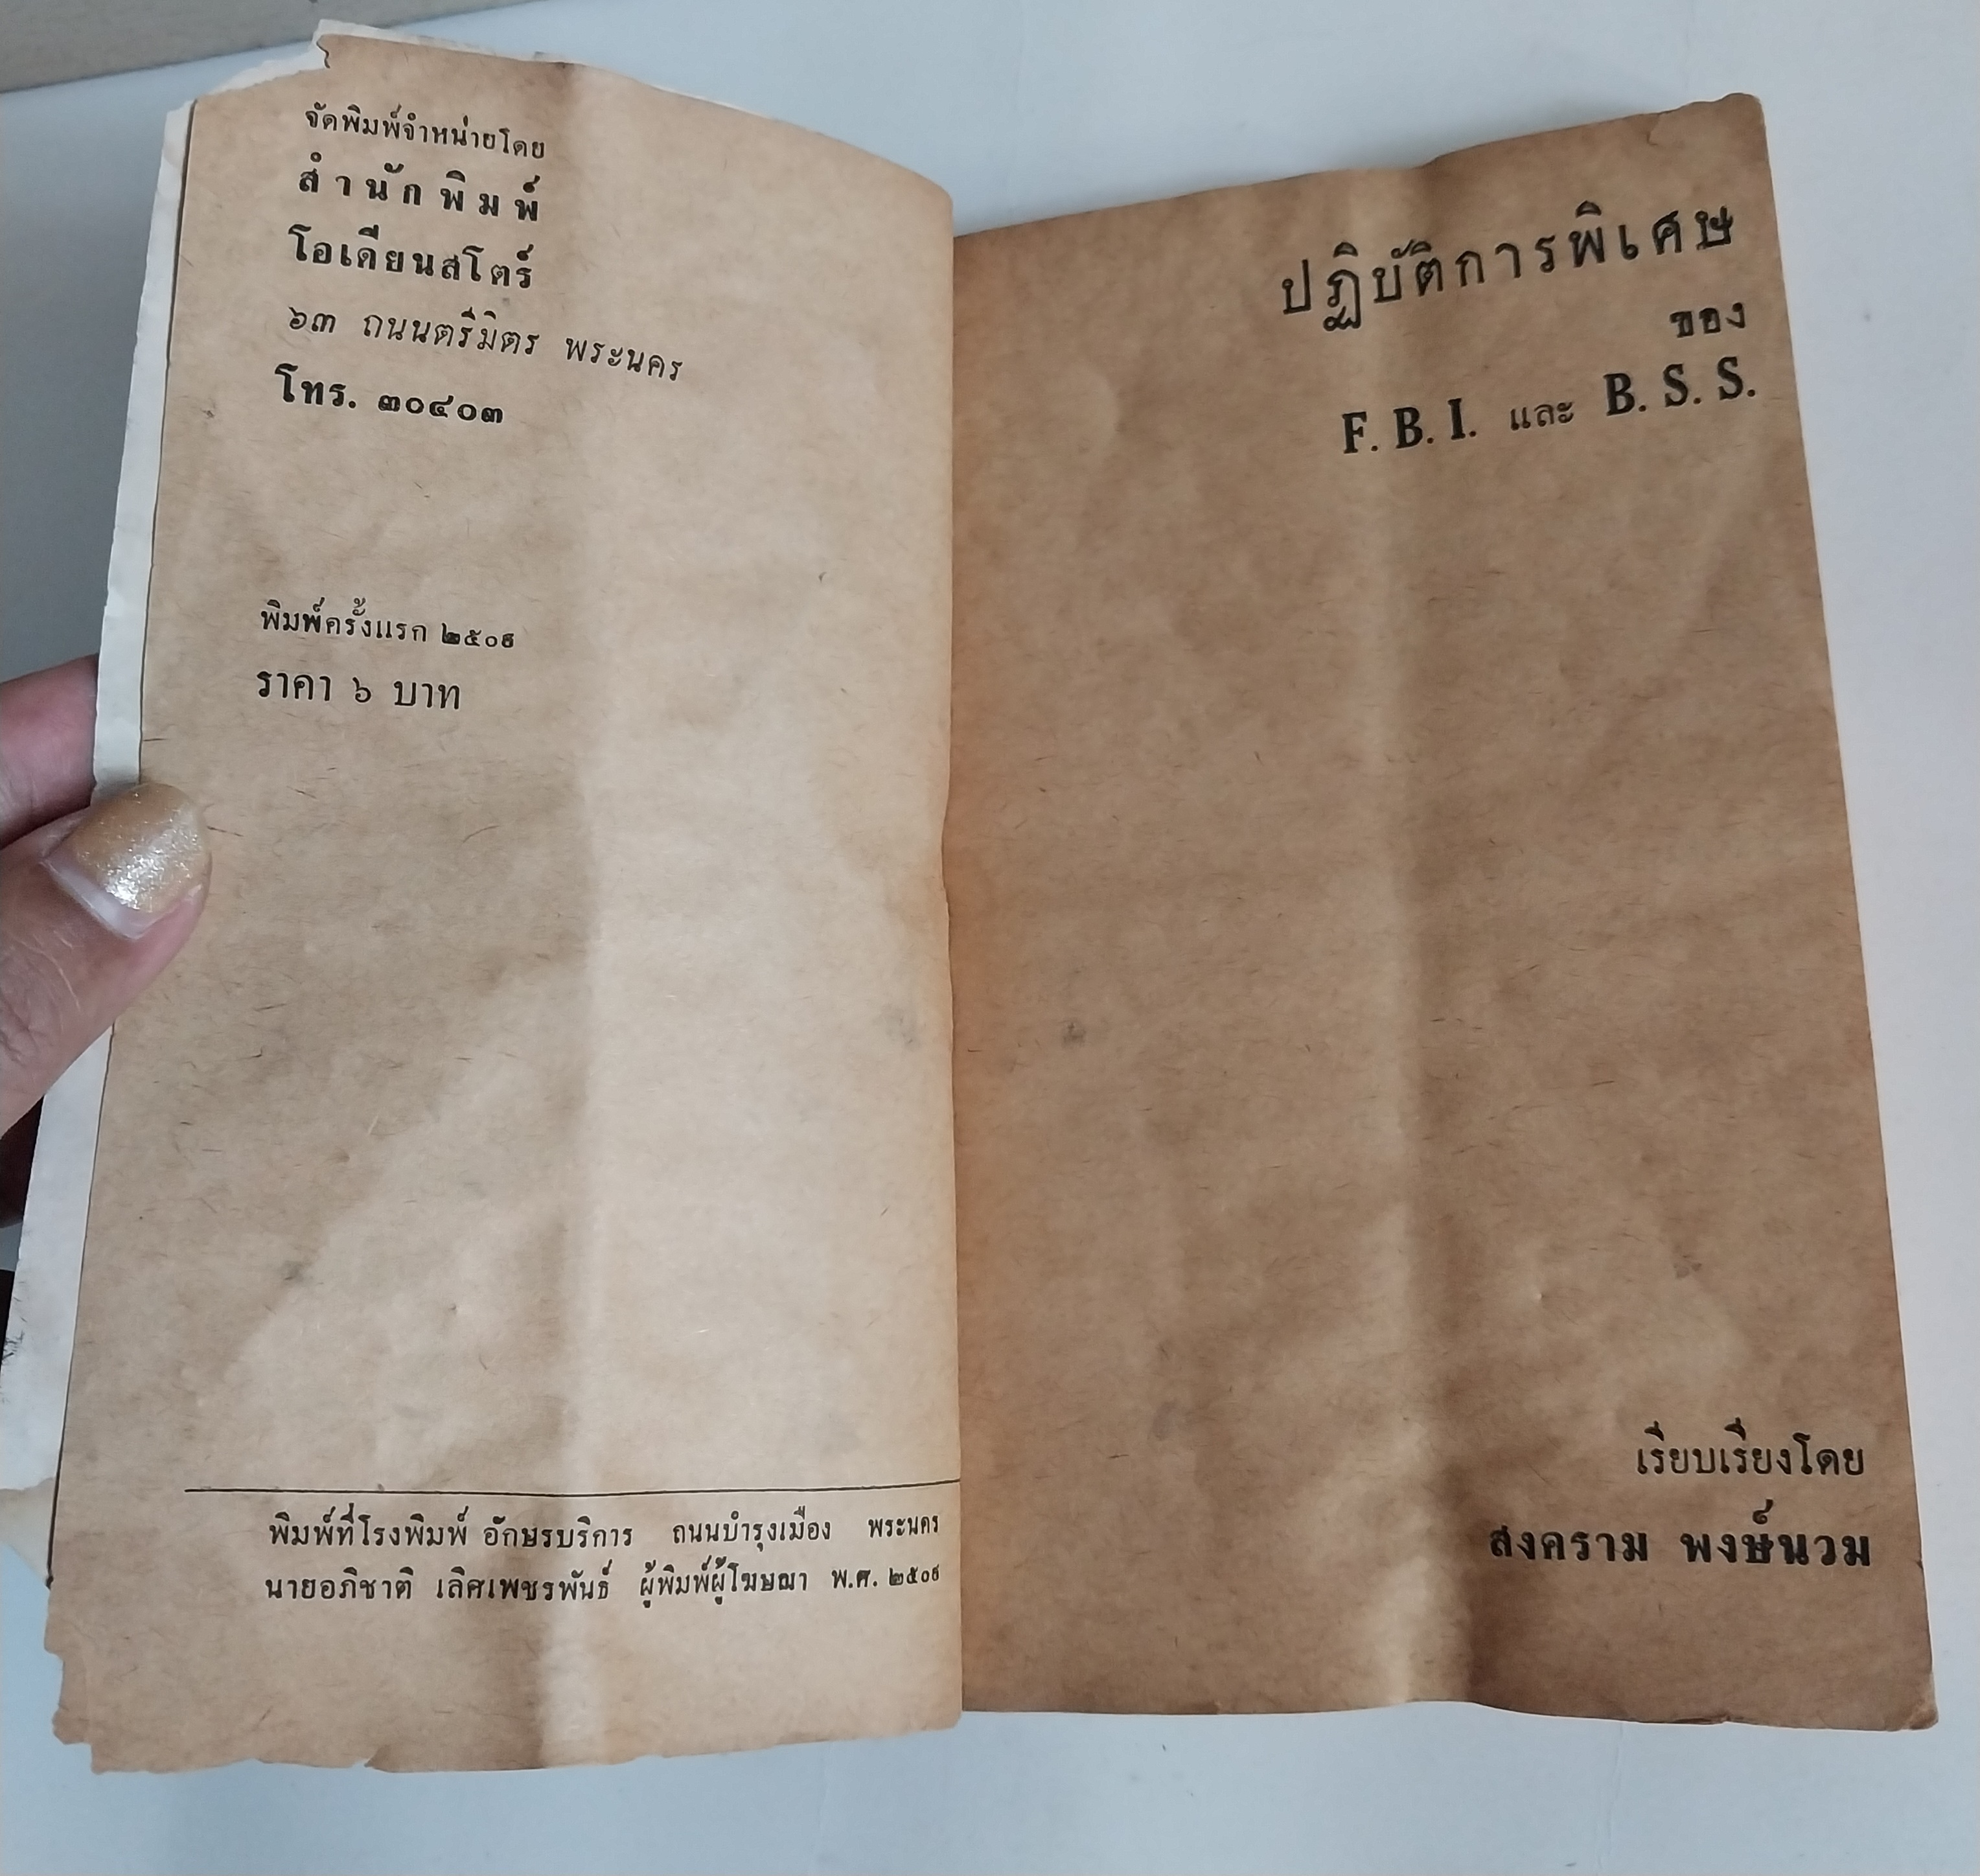 จัดพิมพ์จำหน่ายโดย
สำนักพิมพ์
โอเดียนสโตร์
๖๓ ถนนตรีมิตร พระนคร
โทร. ๓๐๔๐๓
พิมพ์ครั้งแรก
ราคา ๖ บาท
พิมพ์ที่โรงพิมพ์ อักษรบริการ ถนนบำรุงเมือง พระนคร
นายอภิชาติ เลิศเพชรพันธ์ ผู้พิมพ์ผู้โฆษณา พ.ศ.
ปฏิบัติการพิเศษ
ของ
F. B. I. และ B. S. S.
เรียบเรียงโดย
สงคราม พงษ์นวม